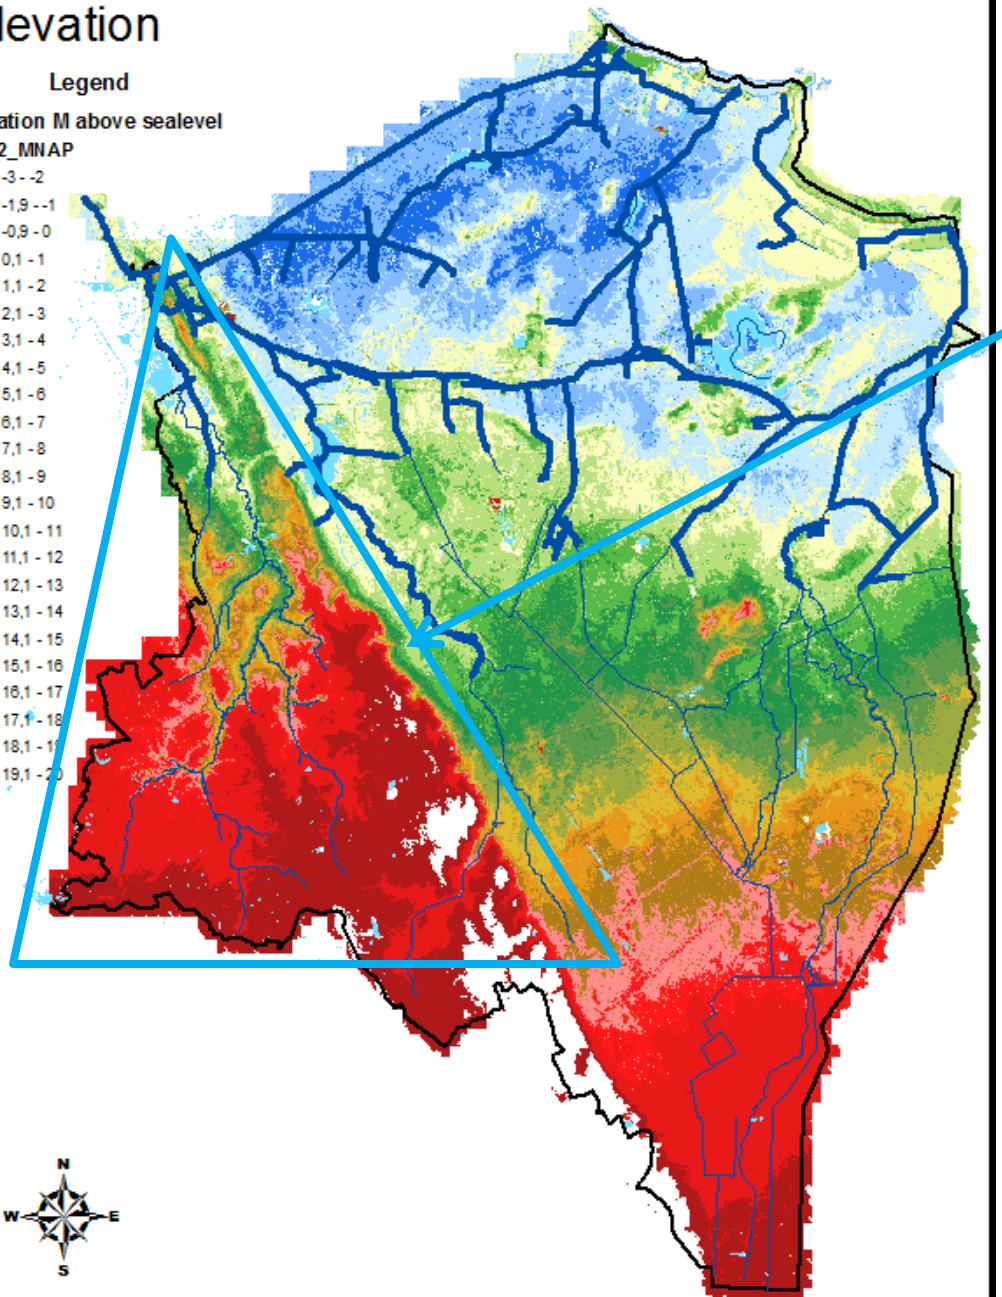 levation
Legend
ation M above sealevel
2_MNAP
-3 - -2
-1,9 - -1
-0,9 - 0
0,1 - 1
1,1 - 2
2,1 - 3
3,1 - 4
4,1 - 5
5,1 - 6
6,1 - 7
7,1 - 8
8,1 - 9
9,1 - 10
10,1 - 11
11,1 - 12
12,1 - 13
13,1 - 14
14,1 - 15
15,1 - 16
16,1 - 17
17,1 - 18
18,1 - 19
19,1 - 20
N
W E
S